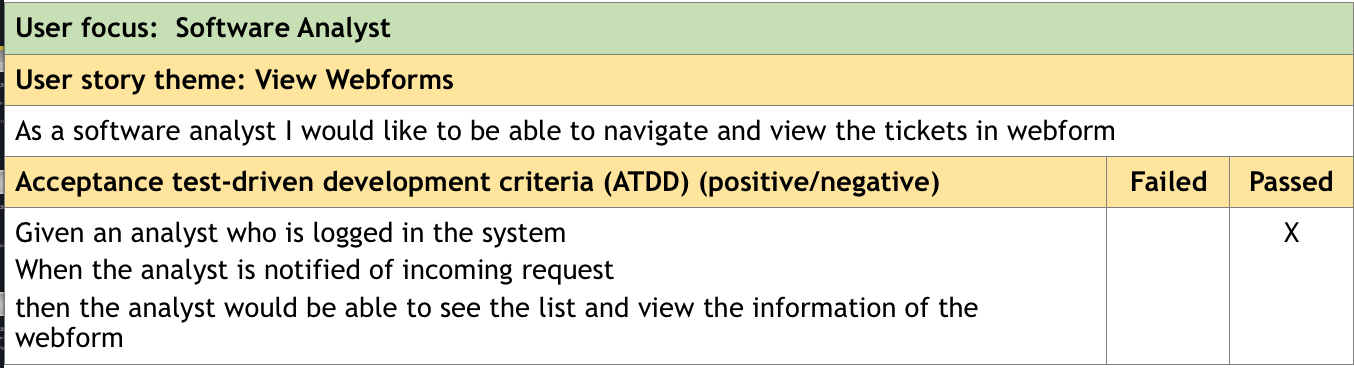 User focus:  Software Analyst
User story theme: View Webforms
As a software analyst I would like to be able to navigate and view the tickets in webform
Acceptance test-driven development criteria (ATDD) (positive/negative) Failed Passed
Given an analyst who is logged in the system X
When the analyst is notified of incoming request
then the analyst would be able to see the list and view the information of the
webform